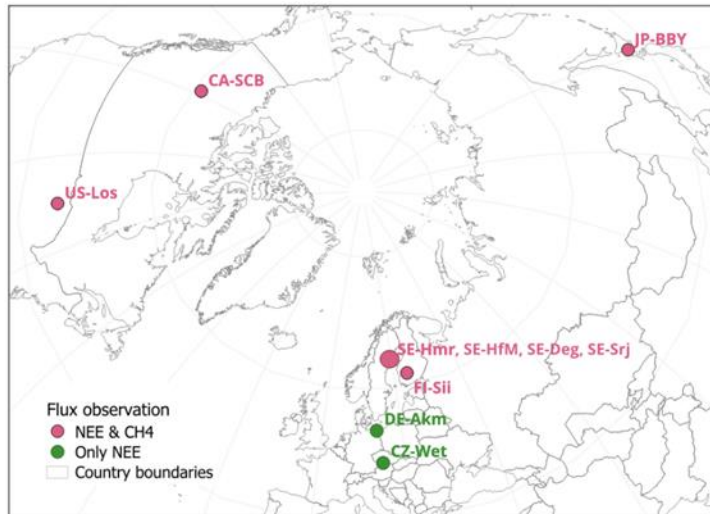 JP-BBY
CA-SCB
US-Los
SE-Hmr, SE-HfM, SE-Deg, SE-Srj
FI-Sii
DE-Akm
CZ-Wet
Flux observation
NEE & CH4
Only NEE
Country boundaries